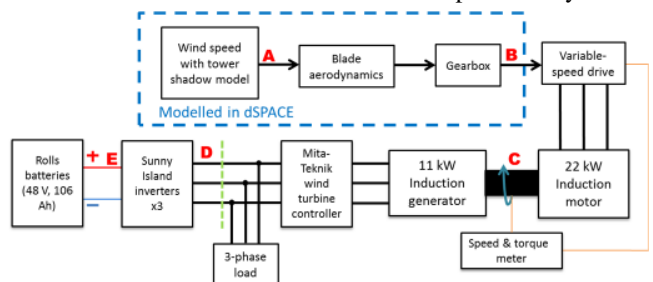 Wind speed
with tower
shadow model
A
Blade
aerodynamics
Gearbox
B
Variable-
speed drive
Modelled in dSPACE
Rolls
batteries
(48 V, 106
Ah)
+
E
−
Sunny
Island
inverters
x3
D
Mita-
Teknik
wind
turbine
controller
11 kW
Induction
generator
C
22 kW
Induction
motor
3-phase
load
Speed & torque
meter